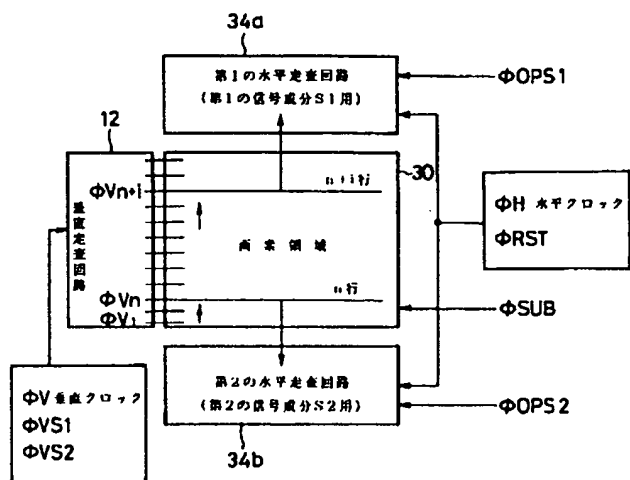 34a
第1の水平走査回路
(第1の信号成分S1用)
ΦOPS1
12
ΦVn+i
n+i行
30
垂直走査回路
画素領域
ΦH 水平クロック
ΦRST
ΦVn
n行
ΦV1
ΦSUB
第2の水平走査回路
(第2の信号成分S2用)
ΦOPS2
ΦV 垂直クロック
ΦVS1
ΦVS2
34b